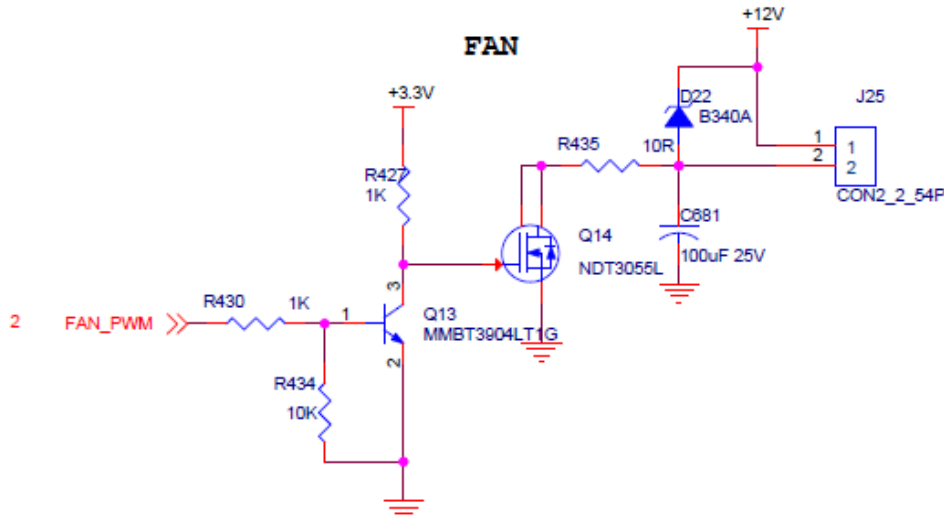 +12V
FAN
D22
J25
+3.3V
B340A
R435
10R
1
1
2
2
R427
1K
CON2_2_54P
C681
Q14
100uF 25V
NDT3055L
3
R430
1K
Q13
2
FAN_PWM
1
MMBT3904LT1G
2
R434
10K